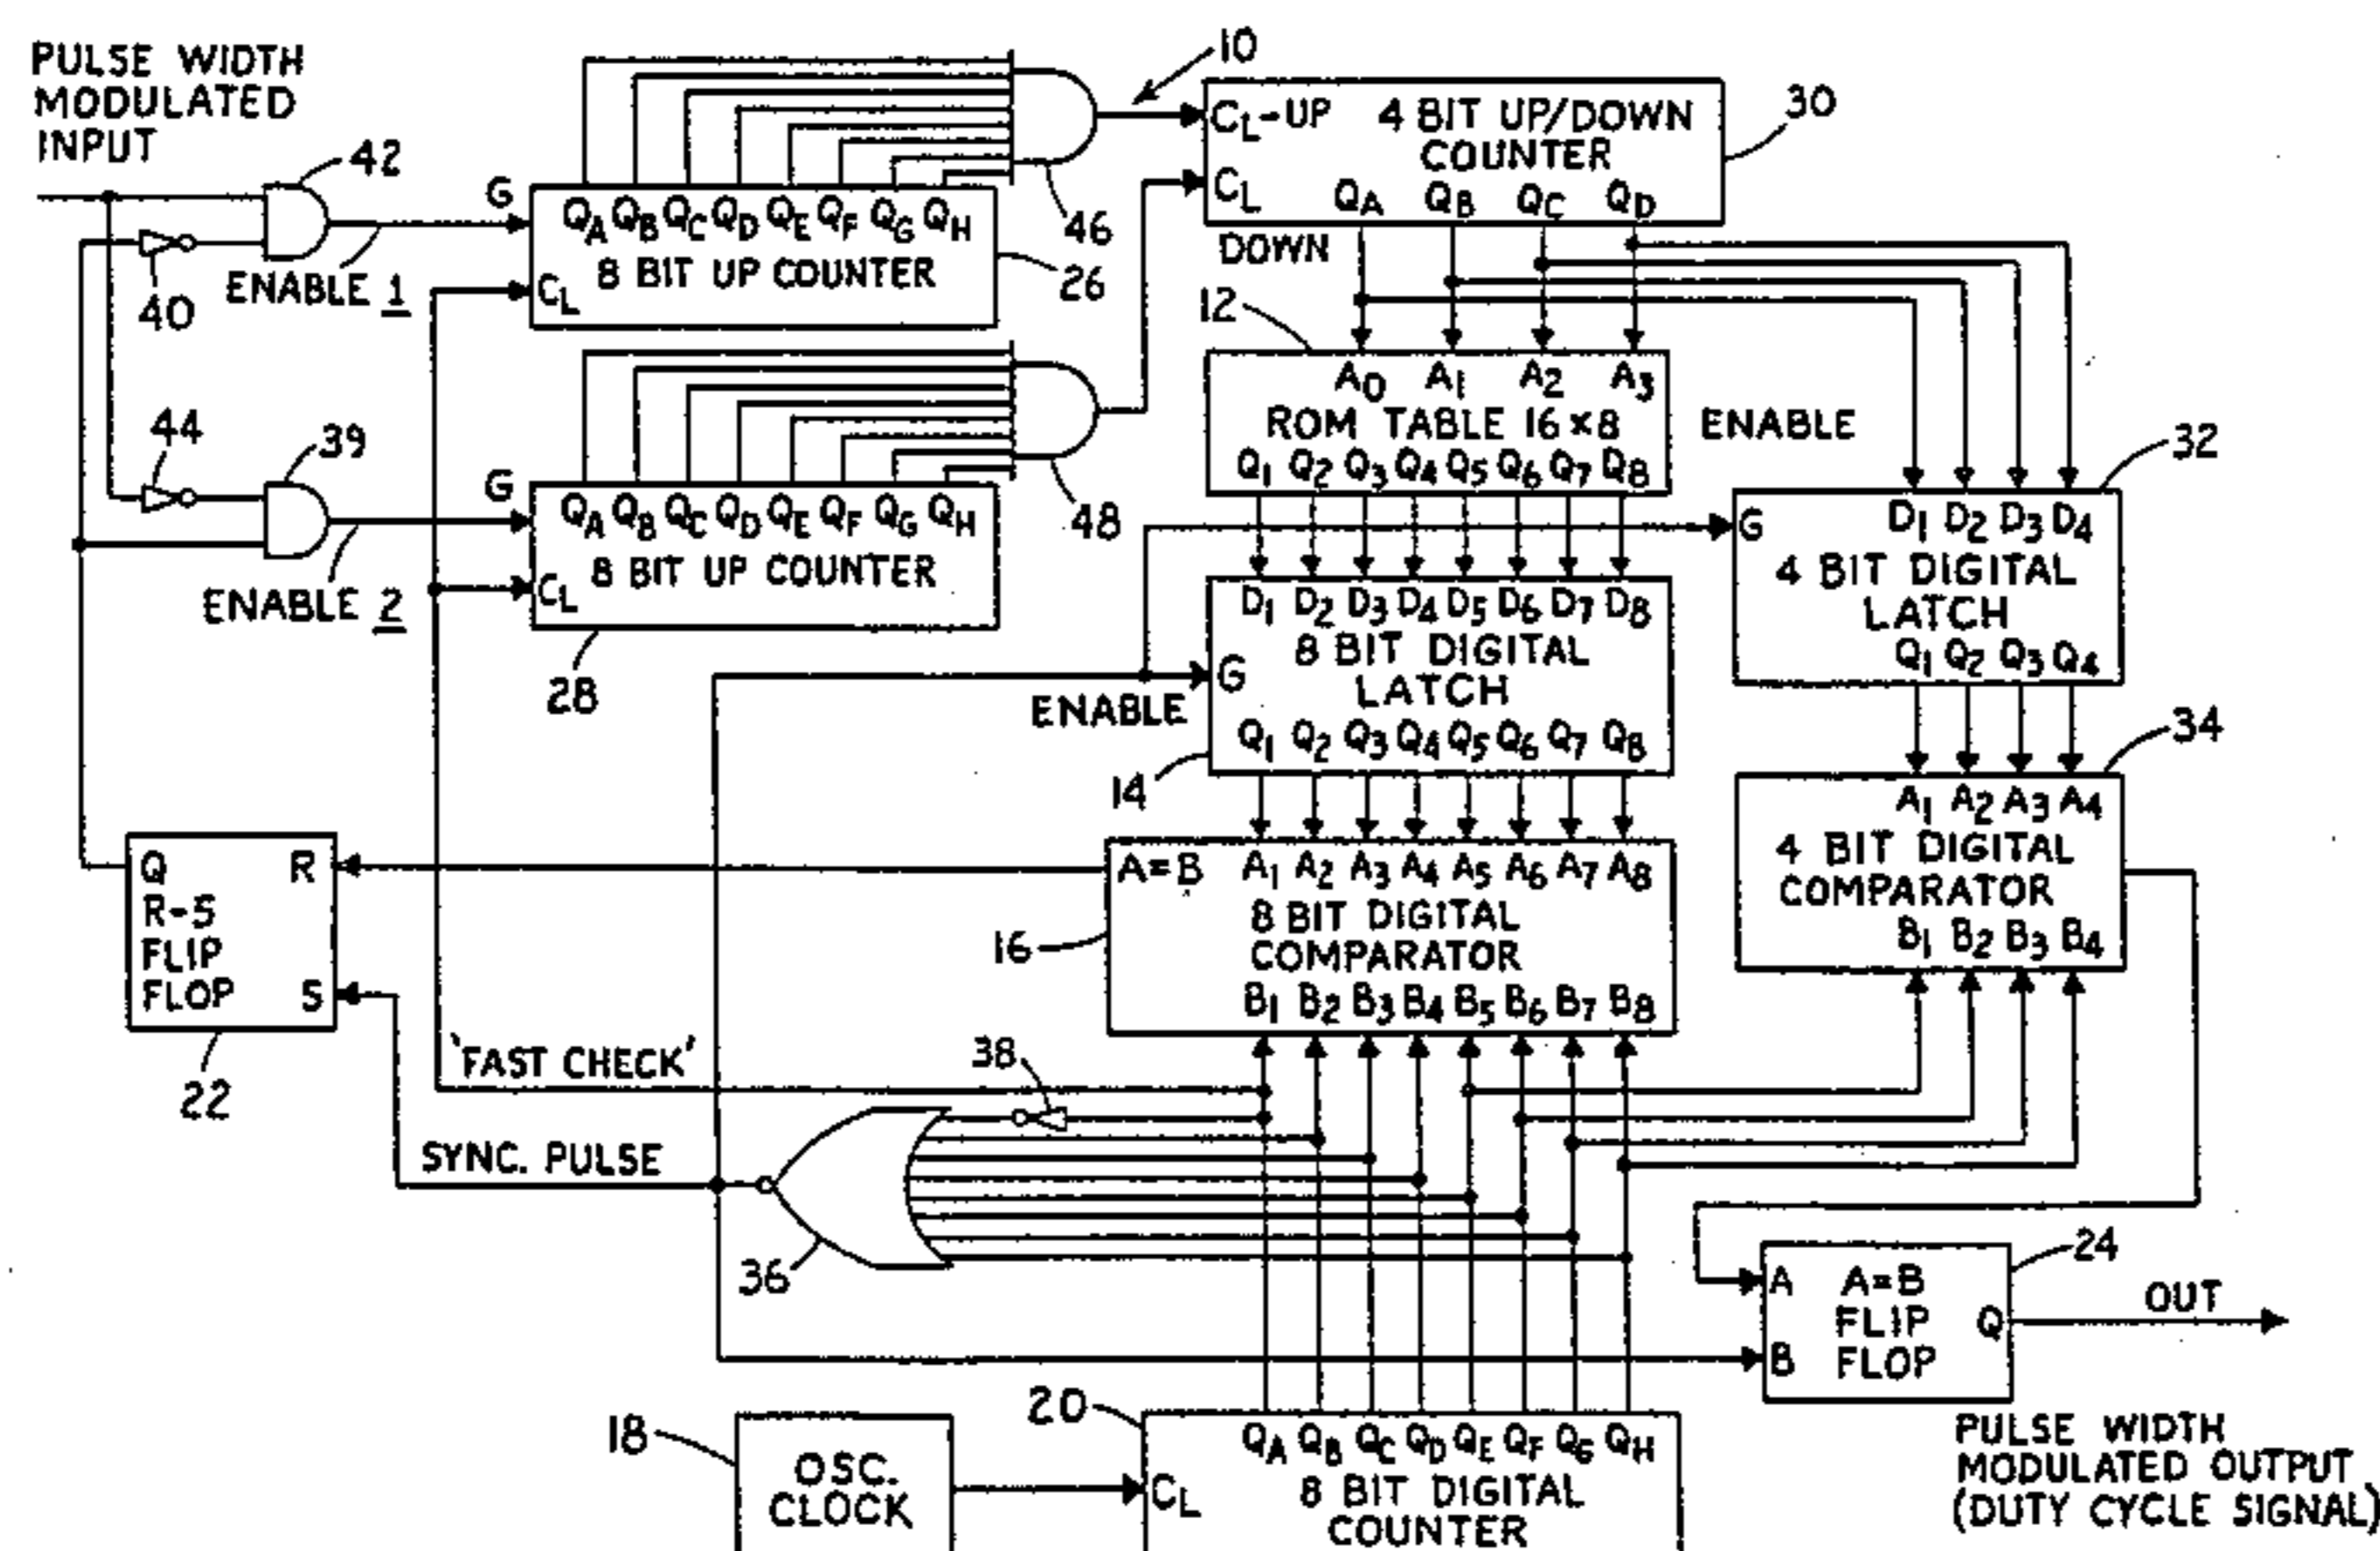 PULSE WIDTH
MODULATED
INPUT
42
40
ENABLE 1
44
39
ENABLE 2
G
QA QB QC QD QE QF QG QH
8 BIT UP COUNTER
CL
26
46
G
QA QB QC QD QE QF QG QH
8 BIT UP COUNTER
CL
28
48
10
CL-UP 4 BIT UP/DOWN
COUNTER
CL QA QB QC QD
DOWN
30
12
A0 A1 A2 A3
ROM TABLE 16 x 8
Q1 Q2 Q3 Q4 Q5 Q6 Q7 Q8
ENABLE
32
G D1 D2 D3 D4
4 BIT DIGITAL
LATCH
Q1 Q2 Q3 Q4
D1 D2 D3 D4 D5 D6 D7 D8
8 BIT DIGITAL
G LATCH
ENABLE
Q1 Q2 Q3 Q4 Q5 Q6 Q7 Q8
14
34
A1 A2 A3 A4
4 BIT DIGITAL
COMPARATOR
B1 B2 B3 B4
A=B A1 A2 A3 A4 A5 A6 A7 A8
8 BIT DIGITAL
COMPARATOR
B1 B2 B3 B4 B5 B6 B7 B8
16
Q R
R-S
FLIP
FLOP S
22
'FAST CHECK'
38
SYNC. PULSE
36
24
A A=B
FLIP Q
B FLOP
OUT
PULSE WIDTH
MODULATED OUTPUT
(DUTY CYCLE SIGNAL)
18
OSC.
CLOCK
20
QA QB QC QD QE QF QG QH
CL 8 BIT DIGITAL
COUNTER